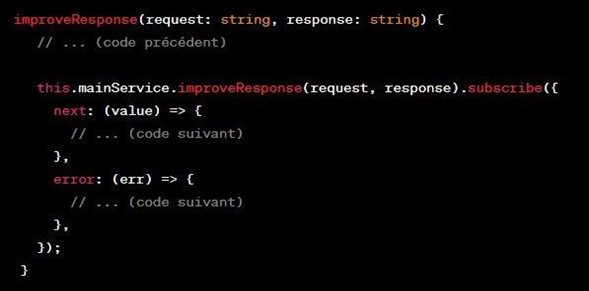 improveResponse(request: string, response: string) {
// ... (code précédent)
this.mainService.improveResponse(request, response).subscribe({
next: (value) => {
// ... (code suivant)
},
error: (err) => {
// ... (code suivant)
},
});
}